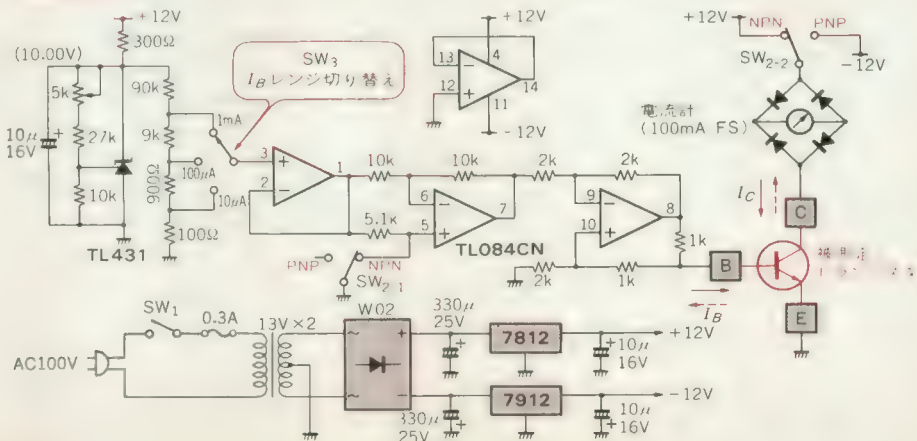 +12V
300Ω
(10.00V)
5k
27k
10k
10μ
16V
TL431
90k
9k
900Ω
100Ω
1mA
100μA
10μA
SW3
IBレンジ切り替え
3
2
1
10k
10k
5.1k
6
5
7
PNP
NPN
SW2-1
TL084CN
+12V
13
12
4
11
14
-12V
2k
2k
9
10
8
2k
1k
1k
+12V
NPN
PNP
SW2-2
-12V
電流計
(100mA FS)
IC
C
B
E
IB
SW1
0.3A
AC100V
13V×2
W02
~
~
+
−
330μ
25V
7812
10μ
16V
+12V
330μ
25V
7912
10μ
16V
-12V